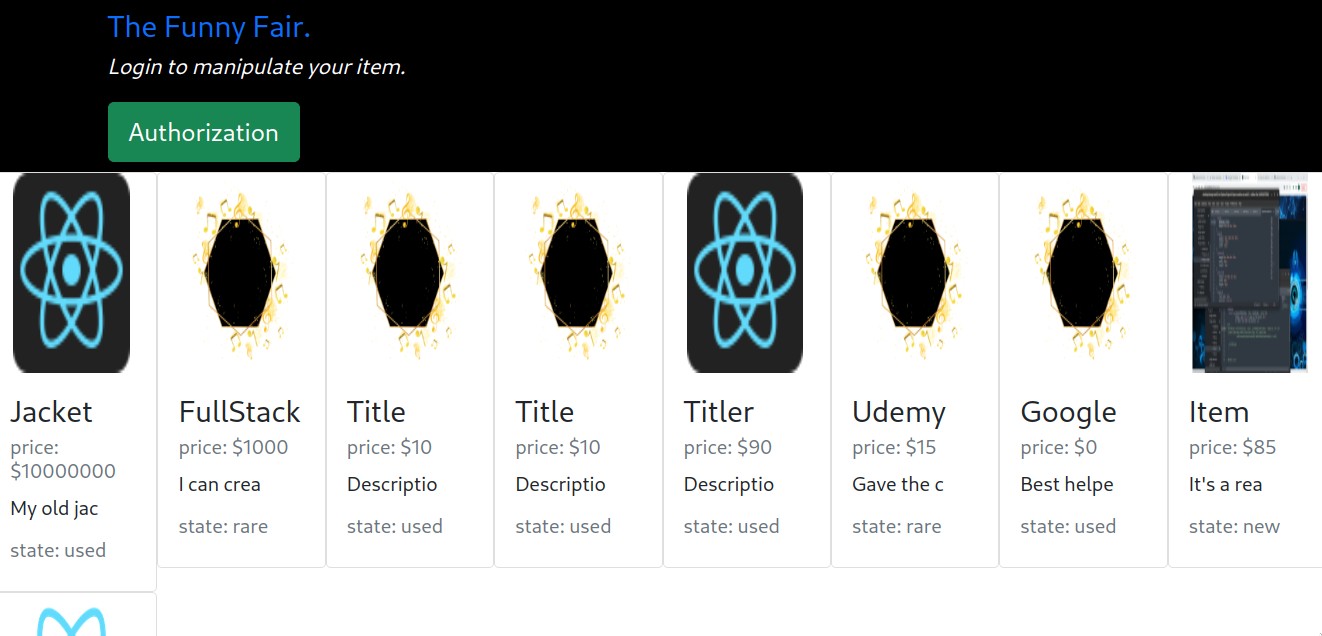 The Funny Fair.
Login to manipulate your item.
Authorization
Jacket
price:
$10000000
My old jac
state: used
FullStack
price: $1000
I can crea
state: rare
Title
price: $10
Descriptio
state: used
Title
price: $10
Descriptio
state: used
Titler
price: $90
Descriptio
state: used
Udemy
price: $15
Gave the c
state: rare
Google
price: $0
Best helpe
state: used
Item
price: $85
It's a rea
state: new